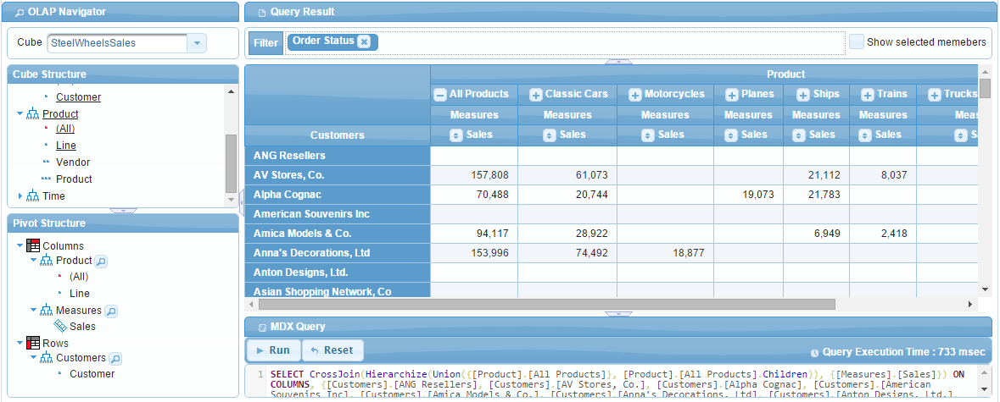 OLAP Navigator
Cube SteelWheelsSales
Cube Structure
Customer
Product
(All)
Line
Vendor
Product
Time
Pivot Structure
Columns
Product
(All)
Line
Measures
Sales
Rows
Customers
Customer
Query Result
Filter Order Status Show selected memebers
Product
All Products Classic Cars Motorcycles Planes Ships Trains Trucks
Measures Measures Measures Measures Measures Measures
Customers Sales Sales Sales Sales Sales Sales
ANG Resellers
AV Stores, Co. 157,808 61,073 21,112 8,037
Alpha Cognac 70,488 20,744 19,073 21,783
American Souvenirs Inc
Amica Models & Co. 94,117 28,922 6,949 2,418
Anna's Decorations, Ltd 153,996 74,492 18,877
Anton Designs, Ltd.
Asian Shopping Network, Co
MDX Query
Run Reset Query Execution Time : 733 msec
1 SELECT CrossJoin(Hierarchize(Union({[Product].[All Products]}, [Product].[All Products].Children)), {[Measures].[Sales]}) ON
COLUMNS, {[Customers].[ANG Resellers], [Customers].[AV Stores, Co.], [Customers].[Alpha Cognac], [Customers].[American
Souvenirs Inc], [Customers].[Amica Models & Co.], [Customers].[Anna's Decorations, Ltd], [Customers].[Anton Designs, Ltd.],